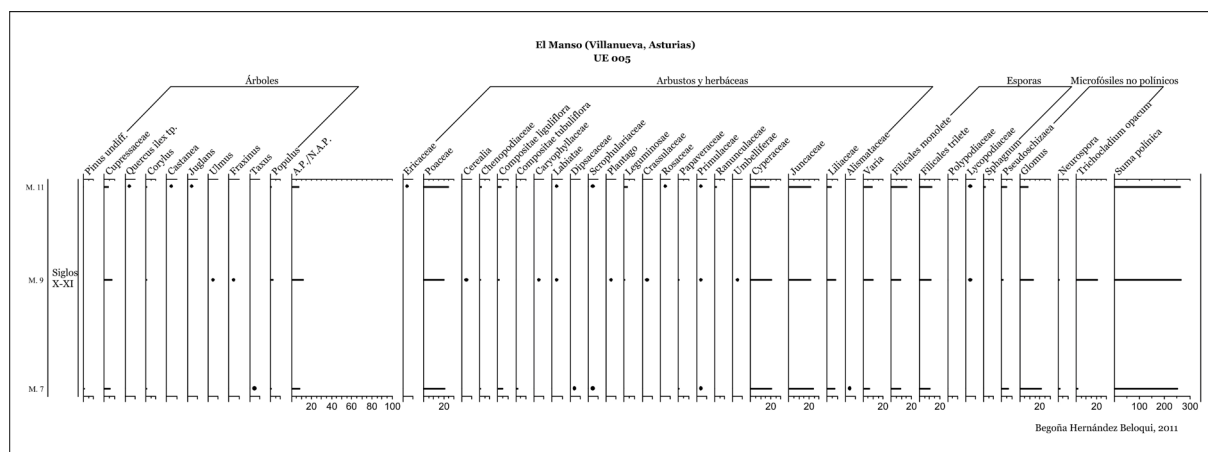 El Manso (Villanueva, Asturias)
UE 005
Árboles
Arbustos y herbáceas
Esporas
Microfósiles no polínicos
Pinus undiff.
Cupressaceae
Quercus ilex tp.
Corylus
Castanea
Juglans
Ulmus
Fraxinus
Taxus
Populus
A.P./N.A.P.
Ericaceae
Poaceae
Cerealia
Chenopodiaceae
Compositae liguliflora
Compositae tubuliflora
Caryophyllaceae
Labiatae
Dipsacaceae
Scrophulariaceae
Plantago
Leguminoceae
Crassulaceae
Rosaceae
Papaveraceae
Primulaceae
Ranunculaceae
Umbelliferae
Cyperaceae
Juncaceae
Liliaceae
Alismataceae
Varia
Filicales monolete
Filicales trilete
Polypodiaceae
Lycopodiaceae
Sphagnum
Pseudoschizaea
Glomus
Neurospora
Trichocladium opacum
Suma polínica
M. 11
M. 9
Siglos
X-XI
M. 7
20 40 60 80 100
20
20
20
20
20
20
20
100 200 300
Begoña Hernández Beloqui, 2011